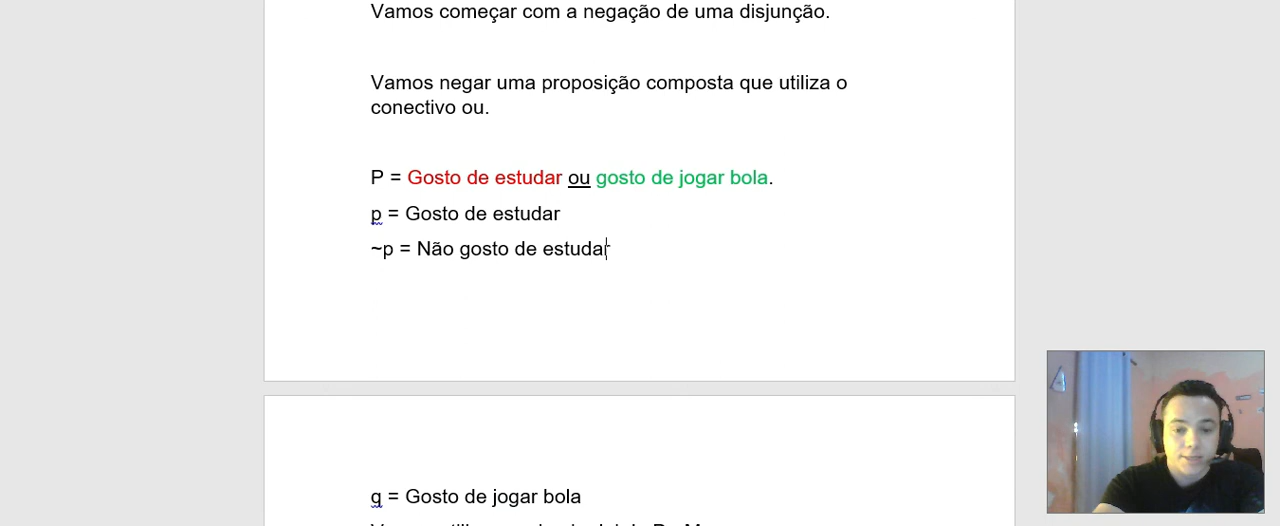 Vamos começar com a negação de uma disjunção.
Vamos negar uma proposição composta que utiliza o
conectivo ou.
P = Gosto de estudar ou gosto de jogar bola.
p = Gosto de estudar
~p = Não gosto de estudar
q = Gosto de jogar bola